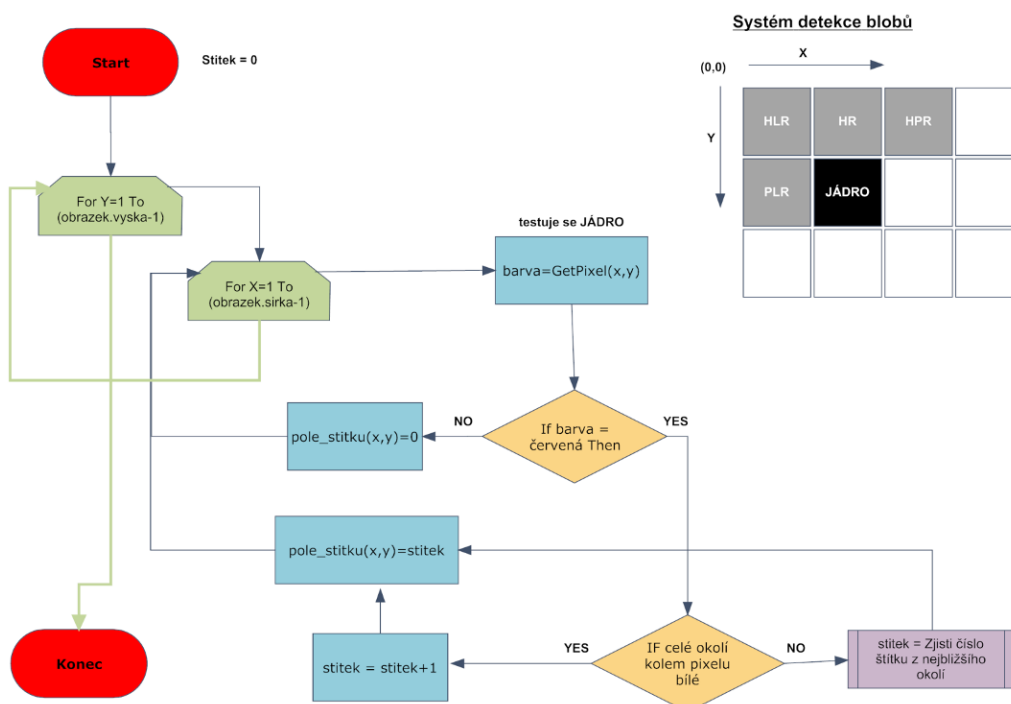 Systém detekce blobů
Start
Stitek = 0
X
(0,0)
Y
HLR
HR
HPR
PLR
JÁDRO
For Y=1 To
(obrazek.vyska-1)
For X=1 To
(obrazek.sirka-1)
testuje se JÁDRO
barva=GetPixel(x,y)
If barva =
červená Then
NO
YES
pole_stitku(x,y)=0
pole_stitku(x,y)=stitek
stitek = stitek+1
YES
IF celé okolí
kolem pixelu
bílé
NO
stitek = Zjisti číslo
štítku z nejbližšího
okolí
Konec